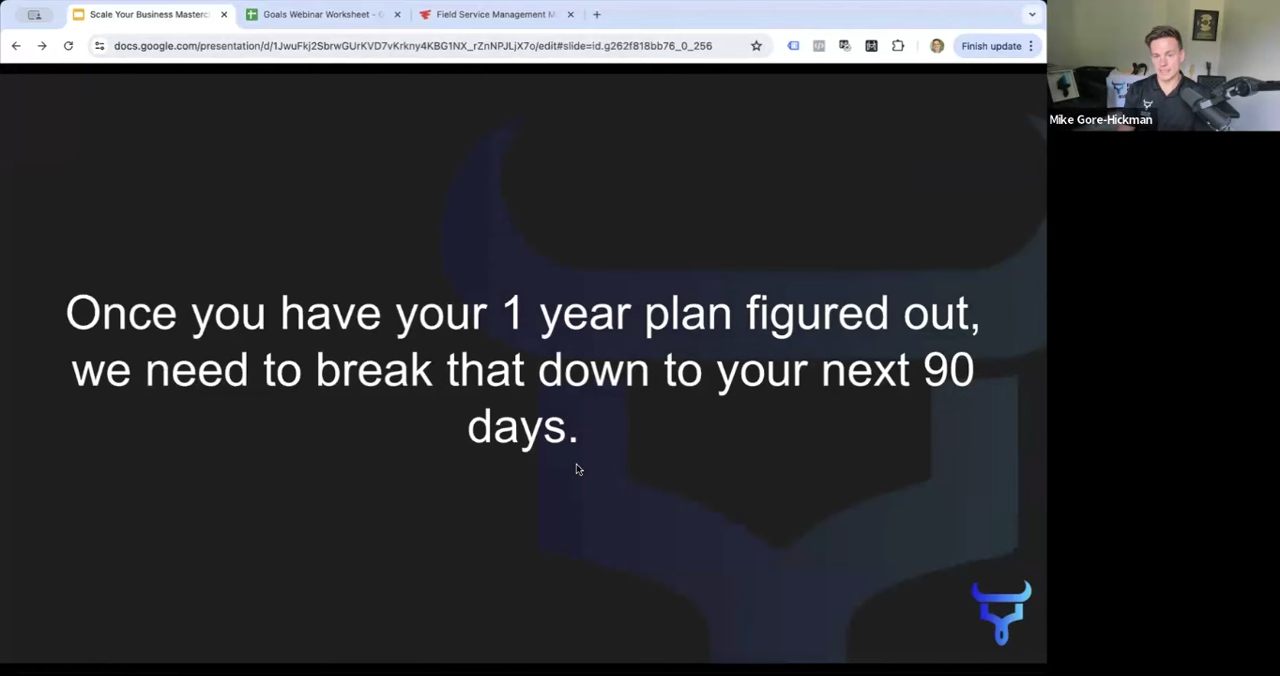 Scale Your Business Masterc
Goals Webinar Worksheet -
Field Service Management M
docs.google.com/presentation/d/1JwuFkj2SbrwGUrKVD7vKrkny4KBG1NX_rZnNPJLjX7o/edit#slide=id.g262f818bb76_0_256
Finish update
Mike Gore-Hickman
Once you have your 1 year plan figured out,
we need to break that down to your next 90
days.